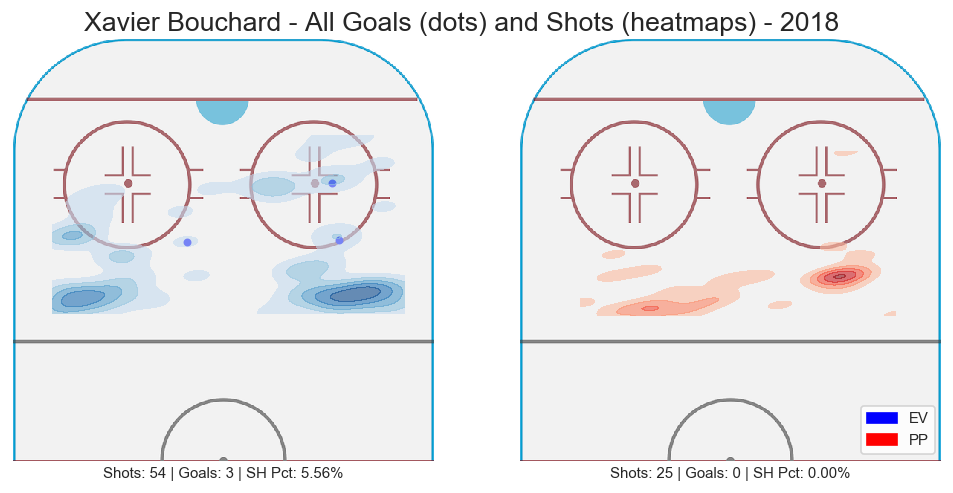 Xavier Bouchard - All Goals (dots) and Shots (heatmaps) - 2018
EV
PP
Shots: 54 | Goals: 3 | SH Pct: 5.56%
Shots: 25 | Goals: 0 | SH Pct: 0.00%